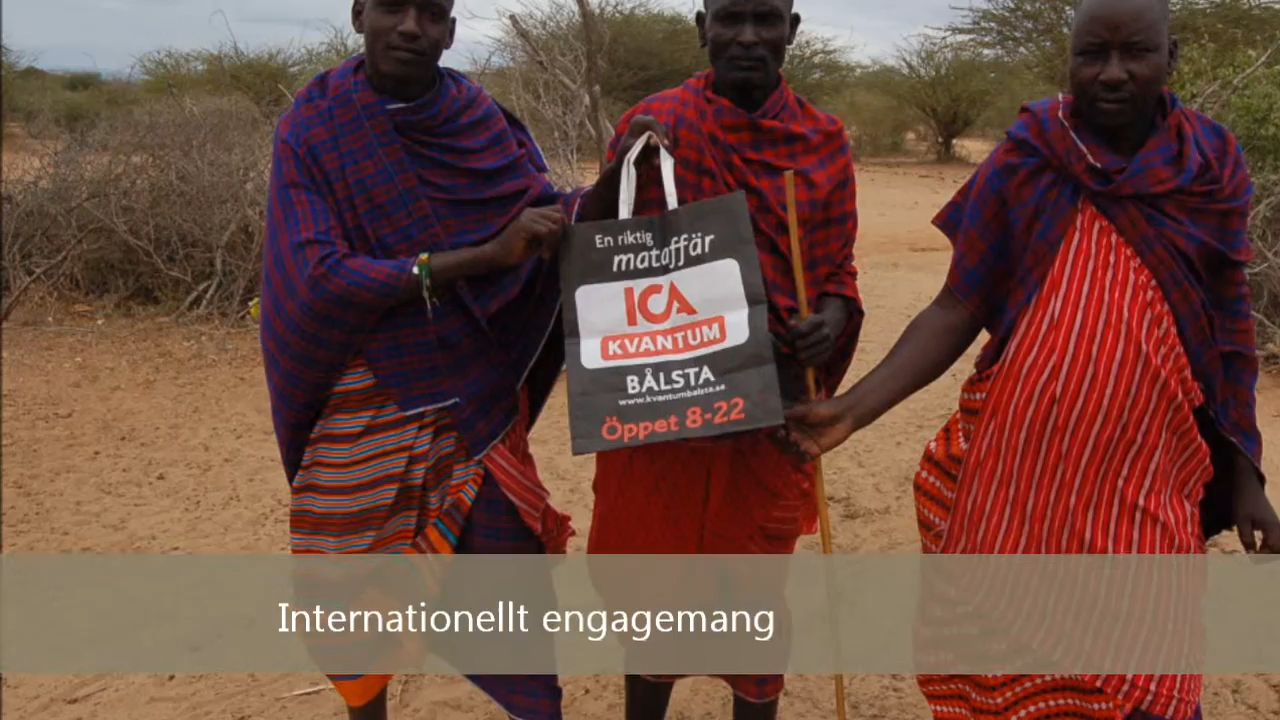 En riktig
mataffär
ICA
KVANTUM
BÅLSTA
www.kvantumbalsta.se
Öppet 8-22
Internationellt engagemang